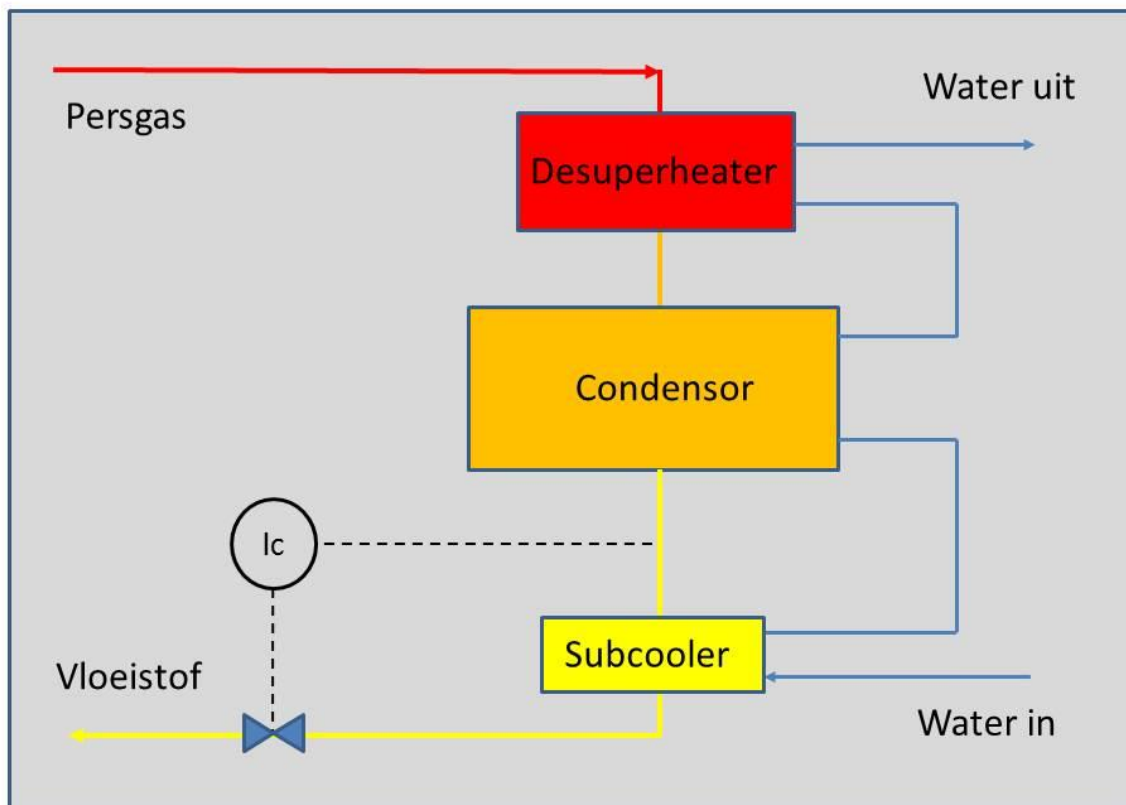 Persgas
Water uit
Desuperheater
Condensor
lc
Subcooler
Vloeistof
Water in